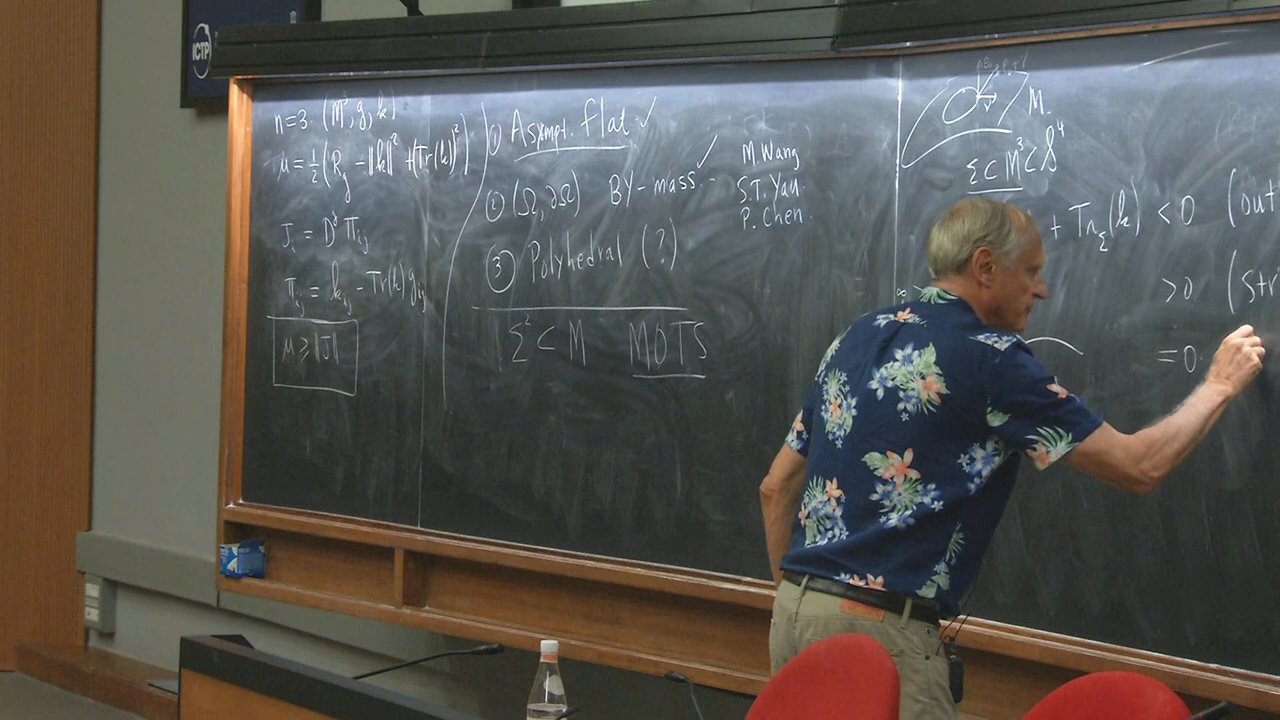 ICTP
n=3. (M³, g, k)
μ = ½(R_g - ‖k‖² + (Tr(k))²)
J_i = D^j π_ij
π_ij = k_ij - Tr(k) g_ij
μ ≥ |J|
① Asympt. flat ✓
② (Ω, ∂Ω) BY-mass - ✓
M. Wang
S.T. Yau
P. Chen
③ Polyhedral (?)
Σ² ⊂ M MOTS
M.
Σ ⊂ M³ ⊂ S⁴
+ Tr_Σ(k) < 0 (out
> 0 (str
= 0